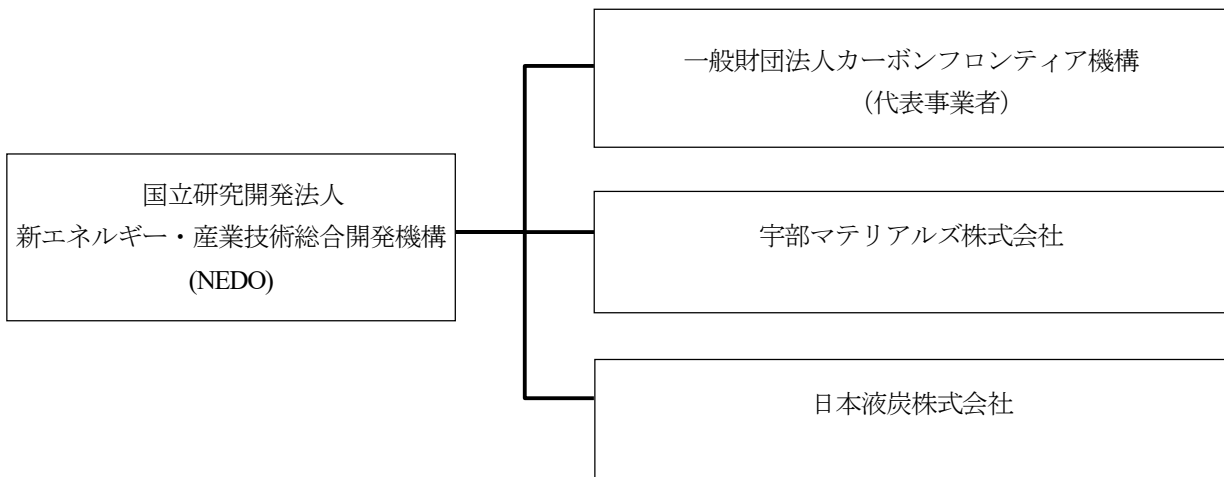 一般財団法人カーボンフロンティア機構
（代表事業者）
国立研究開発法人
新エネルギー・産業技術総合開発機構
(NEDO)
宇部マテリアルズ株式会社
日本液炭株式会社